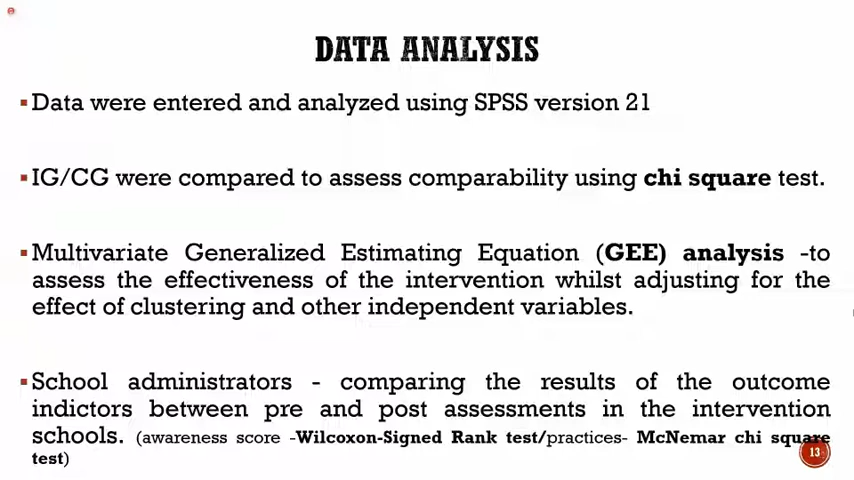 DATA ANALYSIS
Data were entered and analyzed using SPSS version 21
IG/CG were compared to assess comparability using chi square test.
Multivariate Generalized Estimating Equation (GEE) analysis -to
assess the effectiveness of the intervention whilst adjusting for the
effect of clustering and other independent variables.
School administrators - comparing the results of the outcome
indictors between pre and post assessments in the intervention
schools. (awareness score -Wilcoxon-Signed Rank test/practices- McNemar chi square
test)
13